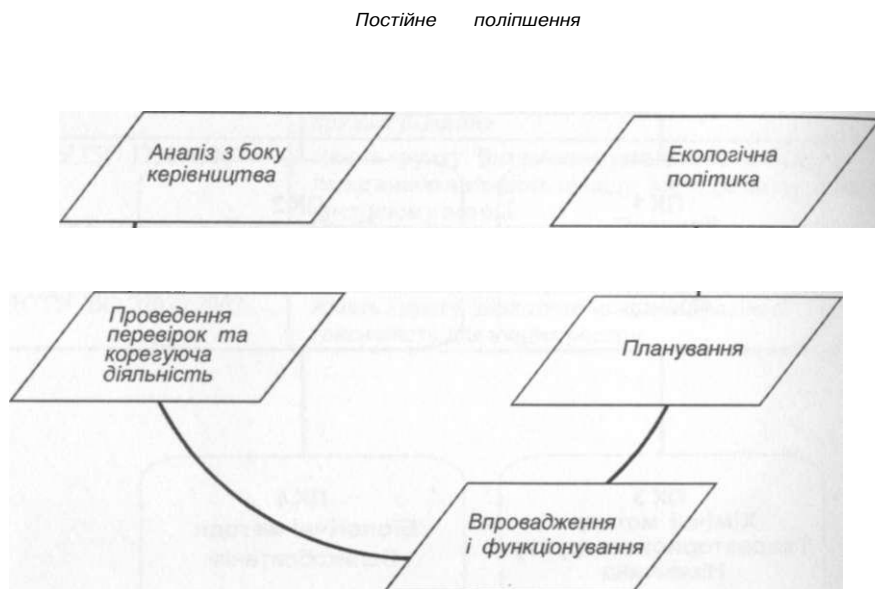 Постійне поліпшення
Аналіз з боку
керівництва
Екологічна
політика
Проведення
перевірок та
корегуюча
діяльність
Планування
Впровадження
і функціонування